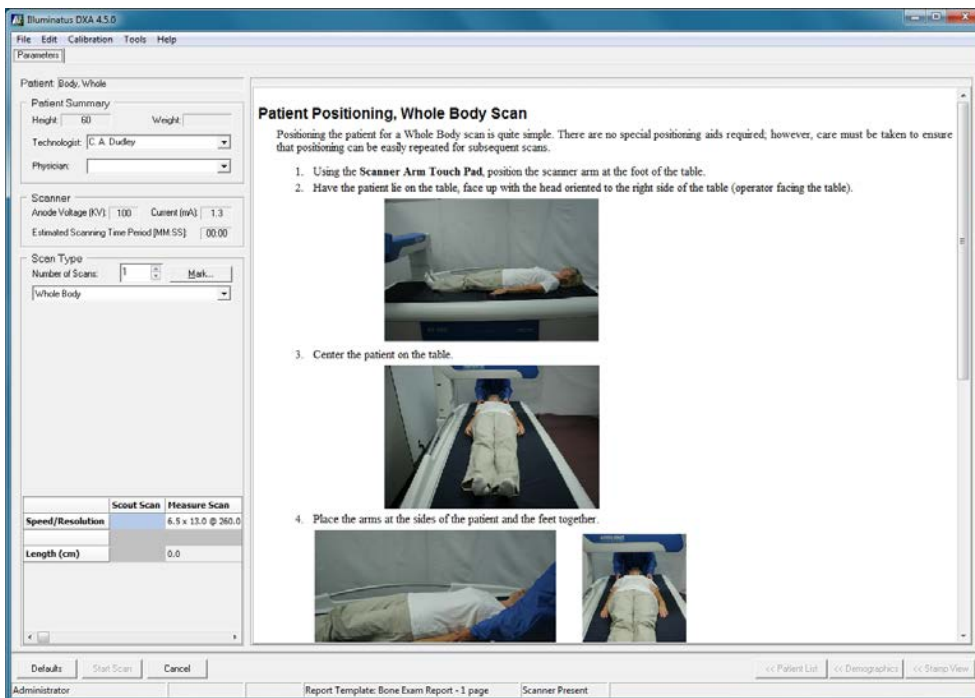 Illuminatus DXA 4.5.0
File Edit Calibration Tools Help
Parameters
Patient: Body, Whole
Patient Summary
Height: 60 Weight:
Technologist: C. A. Dudley
Physician:
Scanner
Anode Voltage (KV): 100 Current (mA): 1.3
Estimated Scanning Time Period [MM:SS]: 00:00
Scan Type
Number of Scans: 1 Mark...
Whole Body
Scout Scan Measure Scan
Speed/Resolution 6.5 x 13.0 @ 260.0
Length (cm) 0.0
Patient Positioning, Whole Body Scan
Positioning the patient for a Whole Body scan is quite simple. There are no special positioning aids required; however, care must be taken to ensure
that positioning can be easily repeated for subsequent scans.
1. Using the Scanner Arm Touch Pad, position the scanner arm at the foot of the table.
2. Have the patient lie on the table, face up with the head oriented to the right side of the table (operator facing the table).
3. Center the patient on the table.
4. Place the arms at the sides of the patient and the feet together.
Defaults Start Scan Cancel << Patient List << Demographics << Stamp View
Administrator Report Template: Bone Exam Report - 1 page Scanner Present